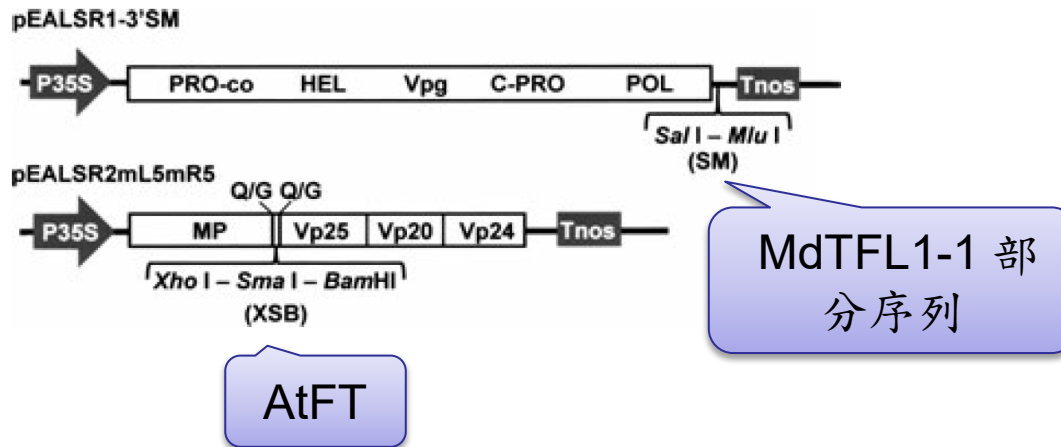 pEALSR1-3'SM
P35S PRO-co HEL Vpg C-PRO POL Tnos
Sal I – Mlu I
(SM)
pEALSR2mL5mR5
Q/G Q/G
P35S MP Vp25 Vp20 Vp24 Tnos
Xho I – Sma I – BamHI
(XSB)
MdTFL1-1 部
分序列
AtFT